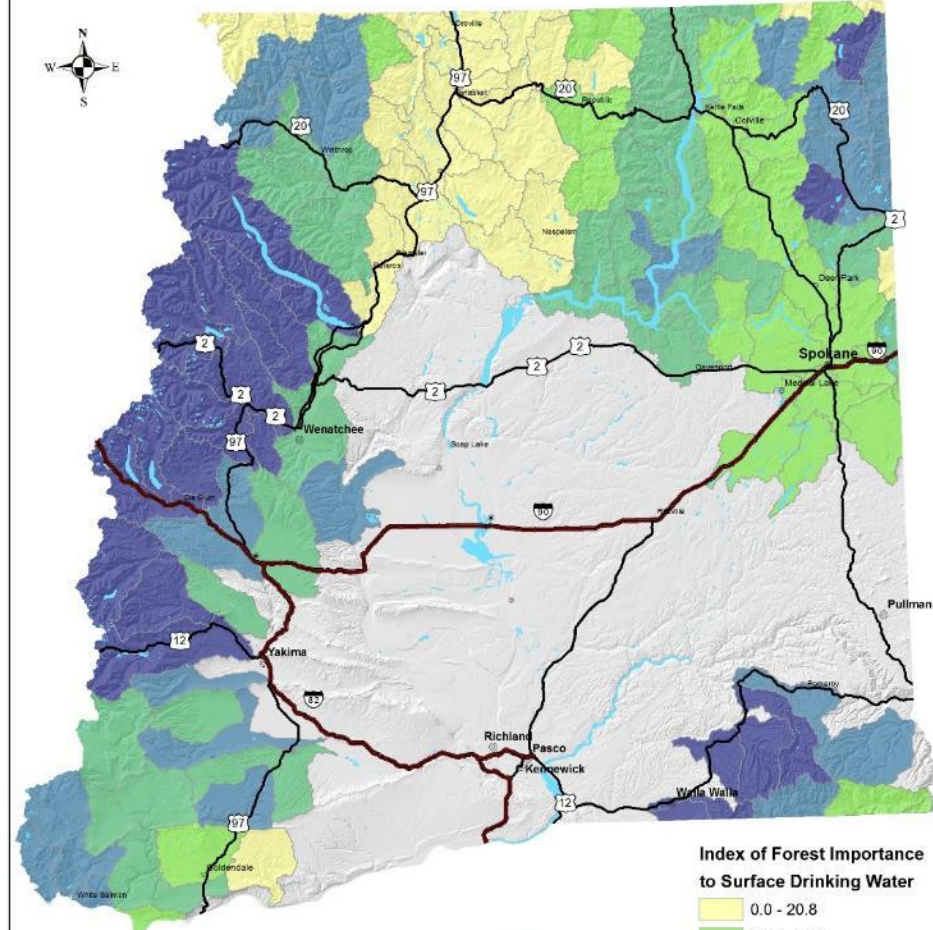 N
W E
S
Oroville
97
Tonasket
20
Republic
Kettle Falls
Colville
20
20
Winthrop
97
2
Nespelem
Brewster
Pateros
Deer Park
2
2
2
Spokane
90
Davenport
Medical Lake
2
2
2
97
Wenatchee
Soap Lake
Cle Elum
90
Ritzville
Pullman
12
Yakima
Pomeroy
82
Richland
Pasco
Kennewick
12
Walla Walla
97
Goldendale
White Salmon
Index of Forest Importance
to Surface Drinking Water
0.0 - 20.8